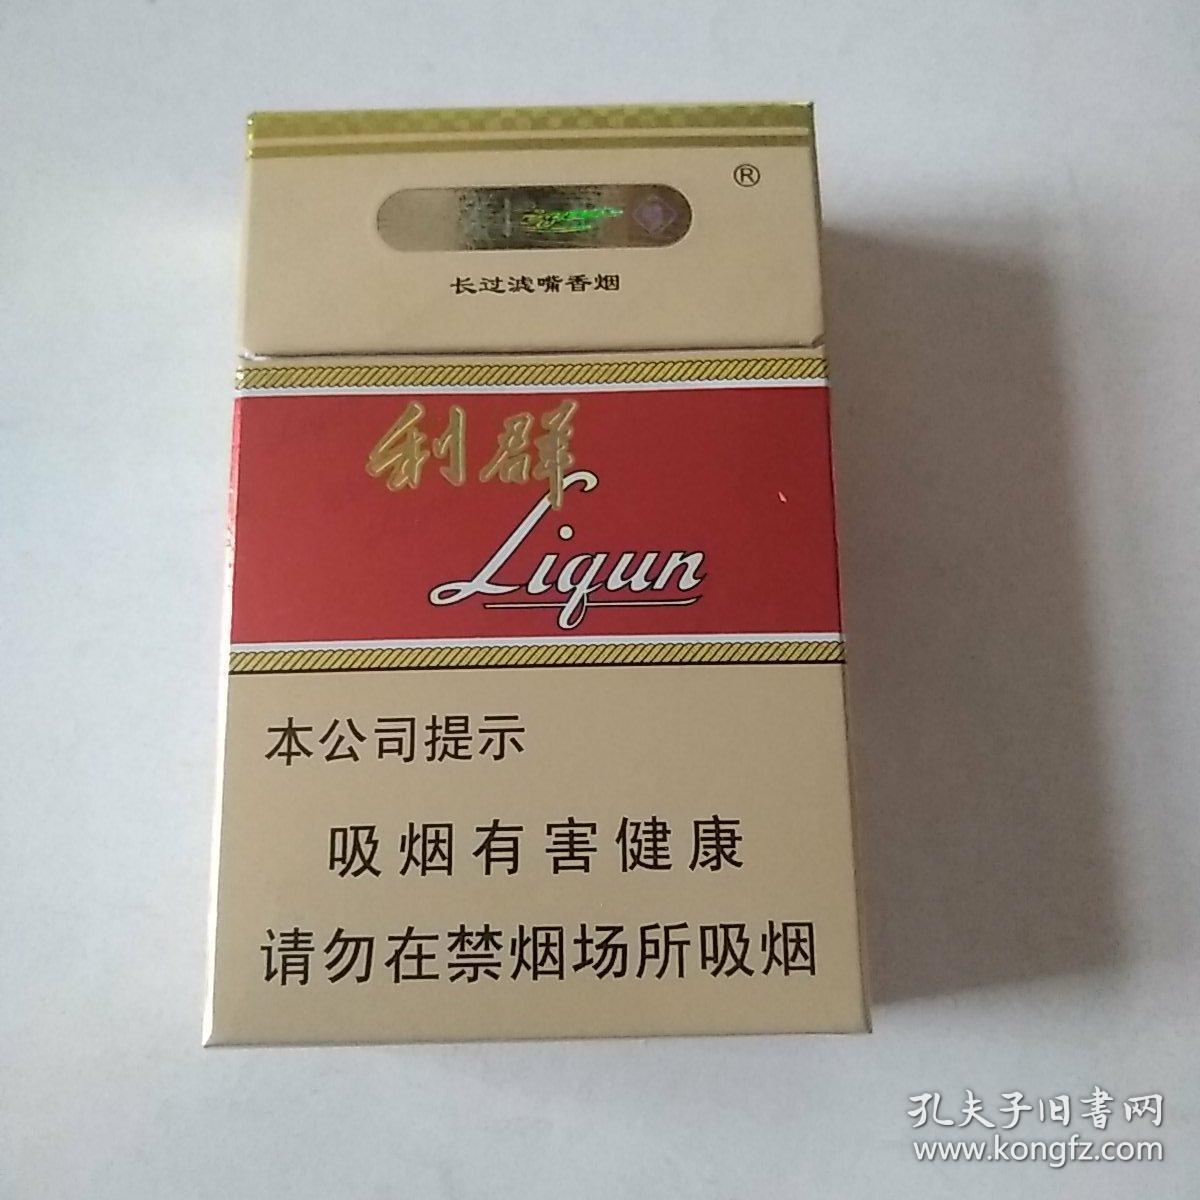 ®
长过滤嘴香烟
利群
Liqun
本公司提示
吸烟有害健康
请勿在禁烟场所吸烟
孔夫子旧书网
www.kongfz.com